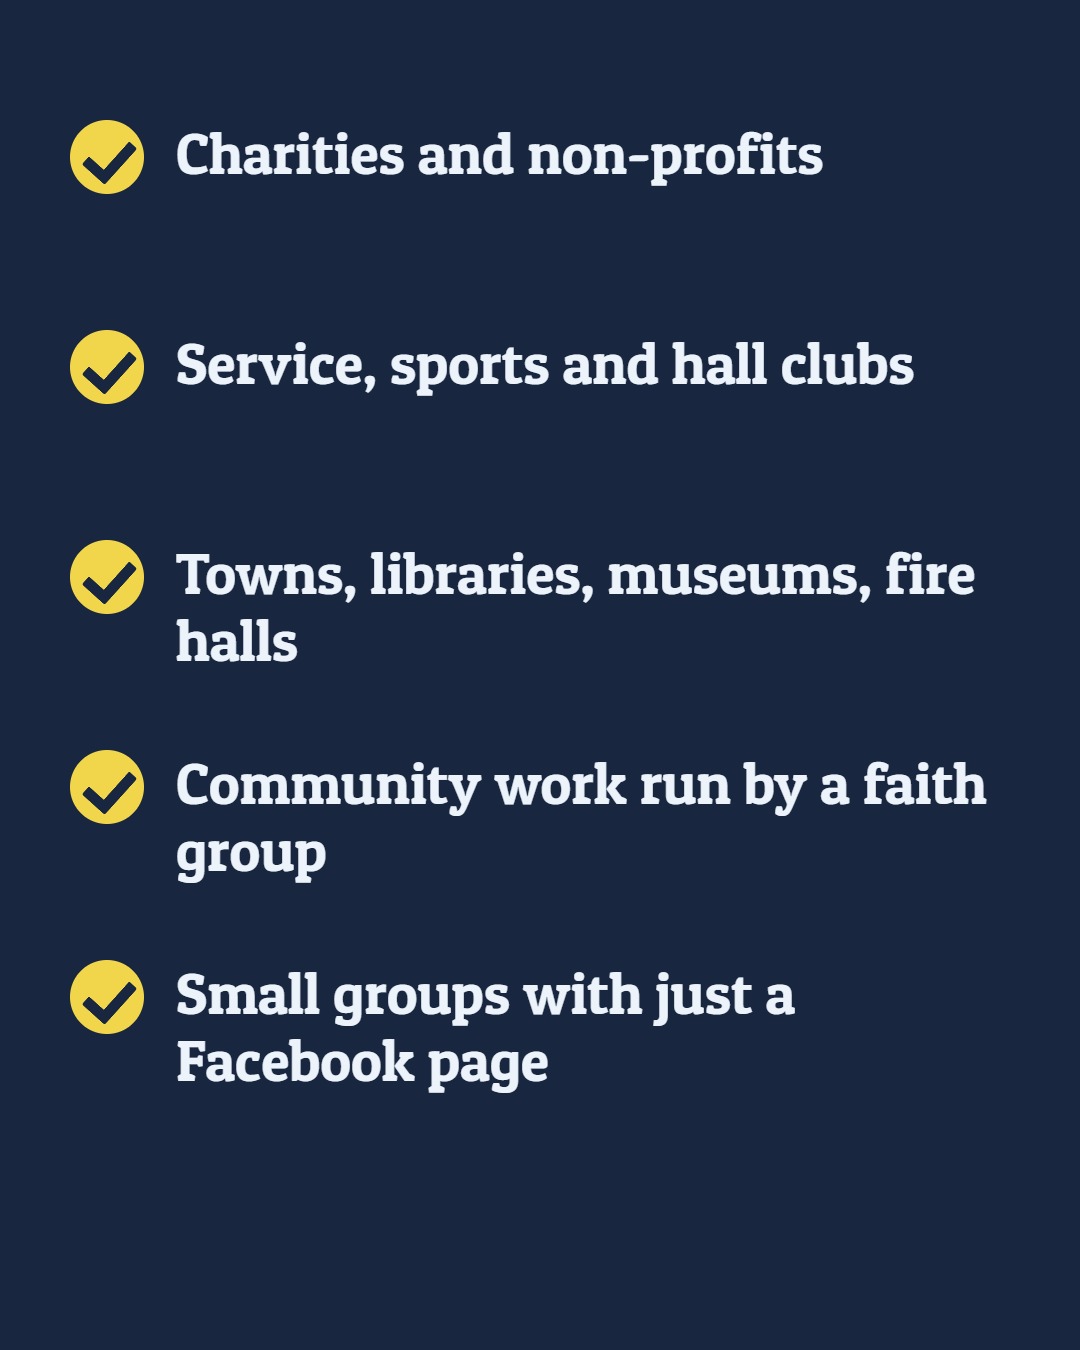 Charities and non-profits
Service, sports and hall clubs
Towns, libraries, museums, fire
halls
Community work run by a faith
group
Small groups with just a
Facebook page